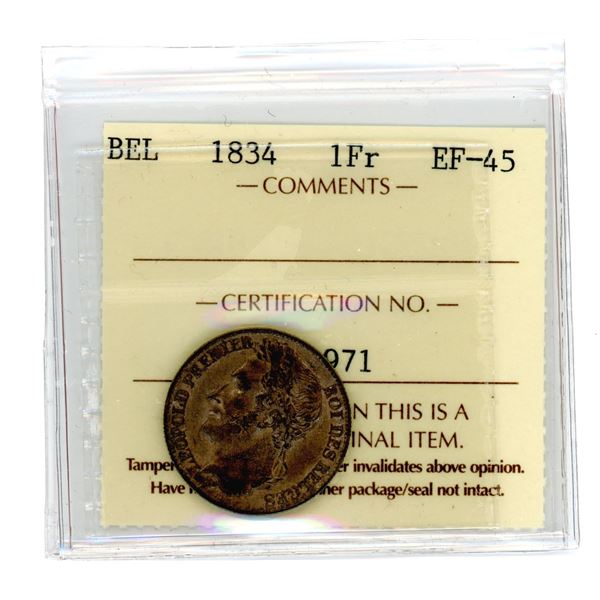 BEL 1834 1Fr EF-45
— COMMENTS —
— CERTIFICATION NO. —
971
N THIS IS A
INAL ITEM.
Tamper er invalidates above opinion.
Have her package/seal not intact.
LEOPOLD PREMIER ROI DES BELGES